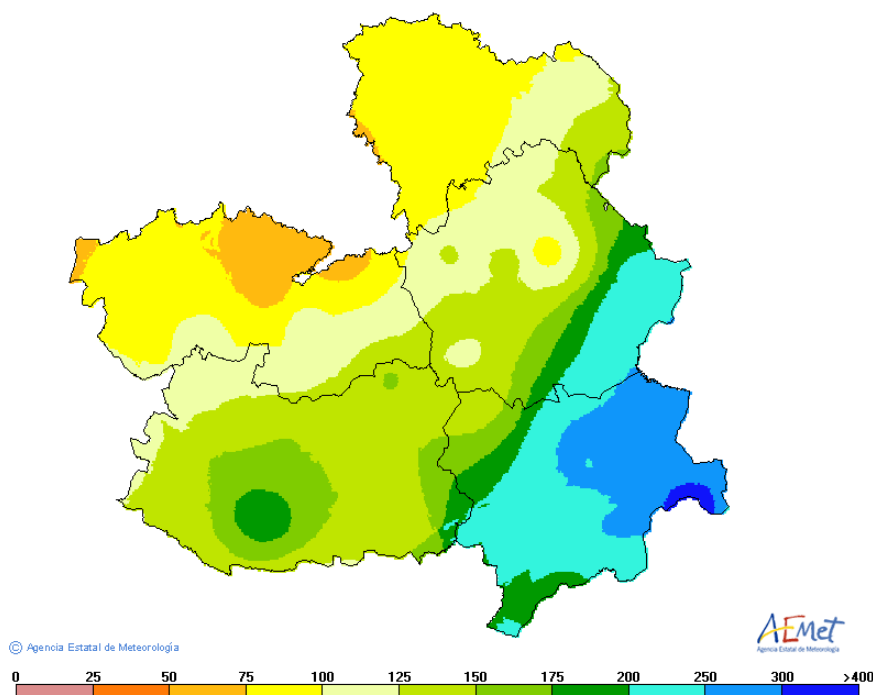 AEMet
Agencia Estatal de Meteorología
© Agencia Estatal de Meteorología
0 25 50 75 100 125 150 175 200 250 300 >400